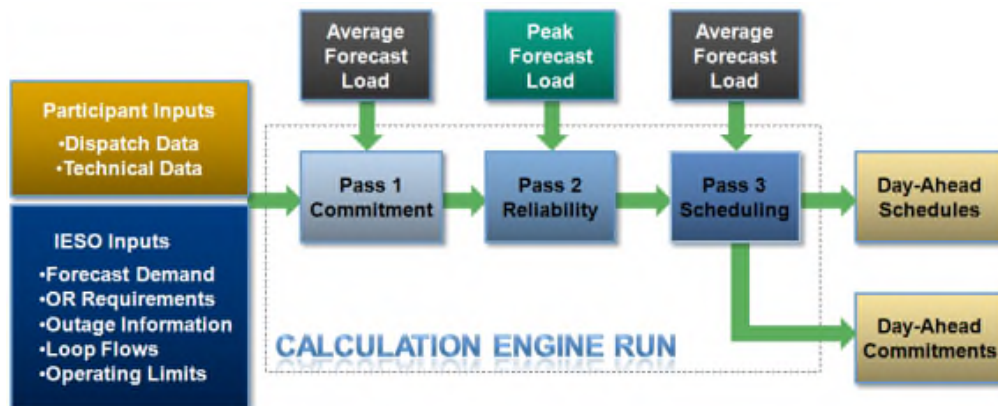 Average
Forecast
Load
Peak
Forecast
Load
Average
Forecast
Load
Participant Inputs
•Dispatch Data
•Technical Data
Pass 1
Commitment
Pass 2
Reliability
Pass 3
Scheduling
Day-Ahead
Schedules
IESO Inputs
•Forecast Demand
•OR Requirements
•Outage Information
•Loop Flows
•Operating Limits
CALCULATION ENGINE RUN
Day-Ahead
Commitments